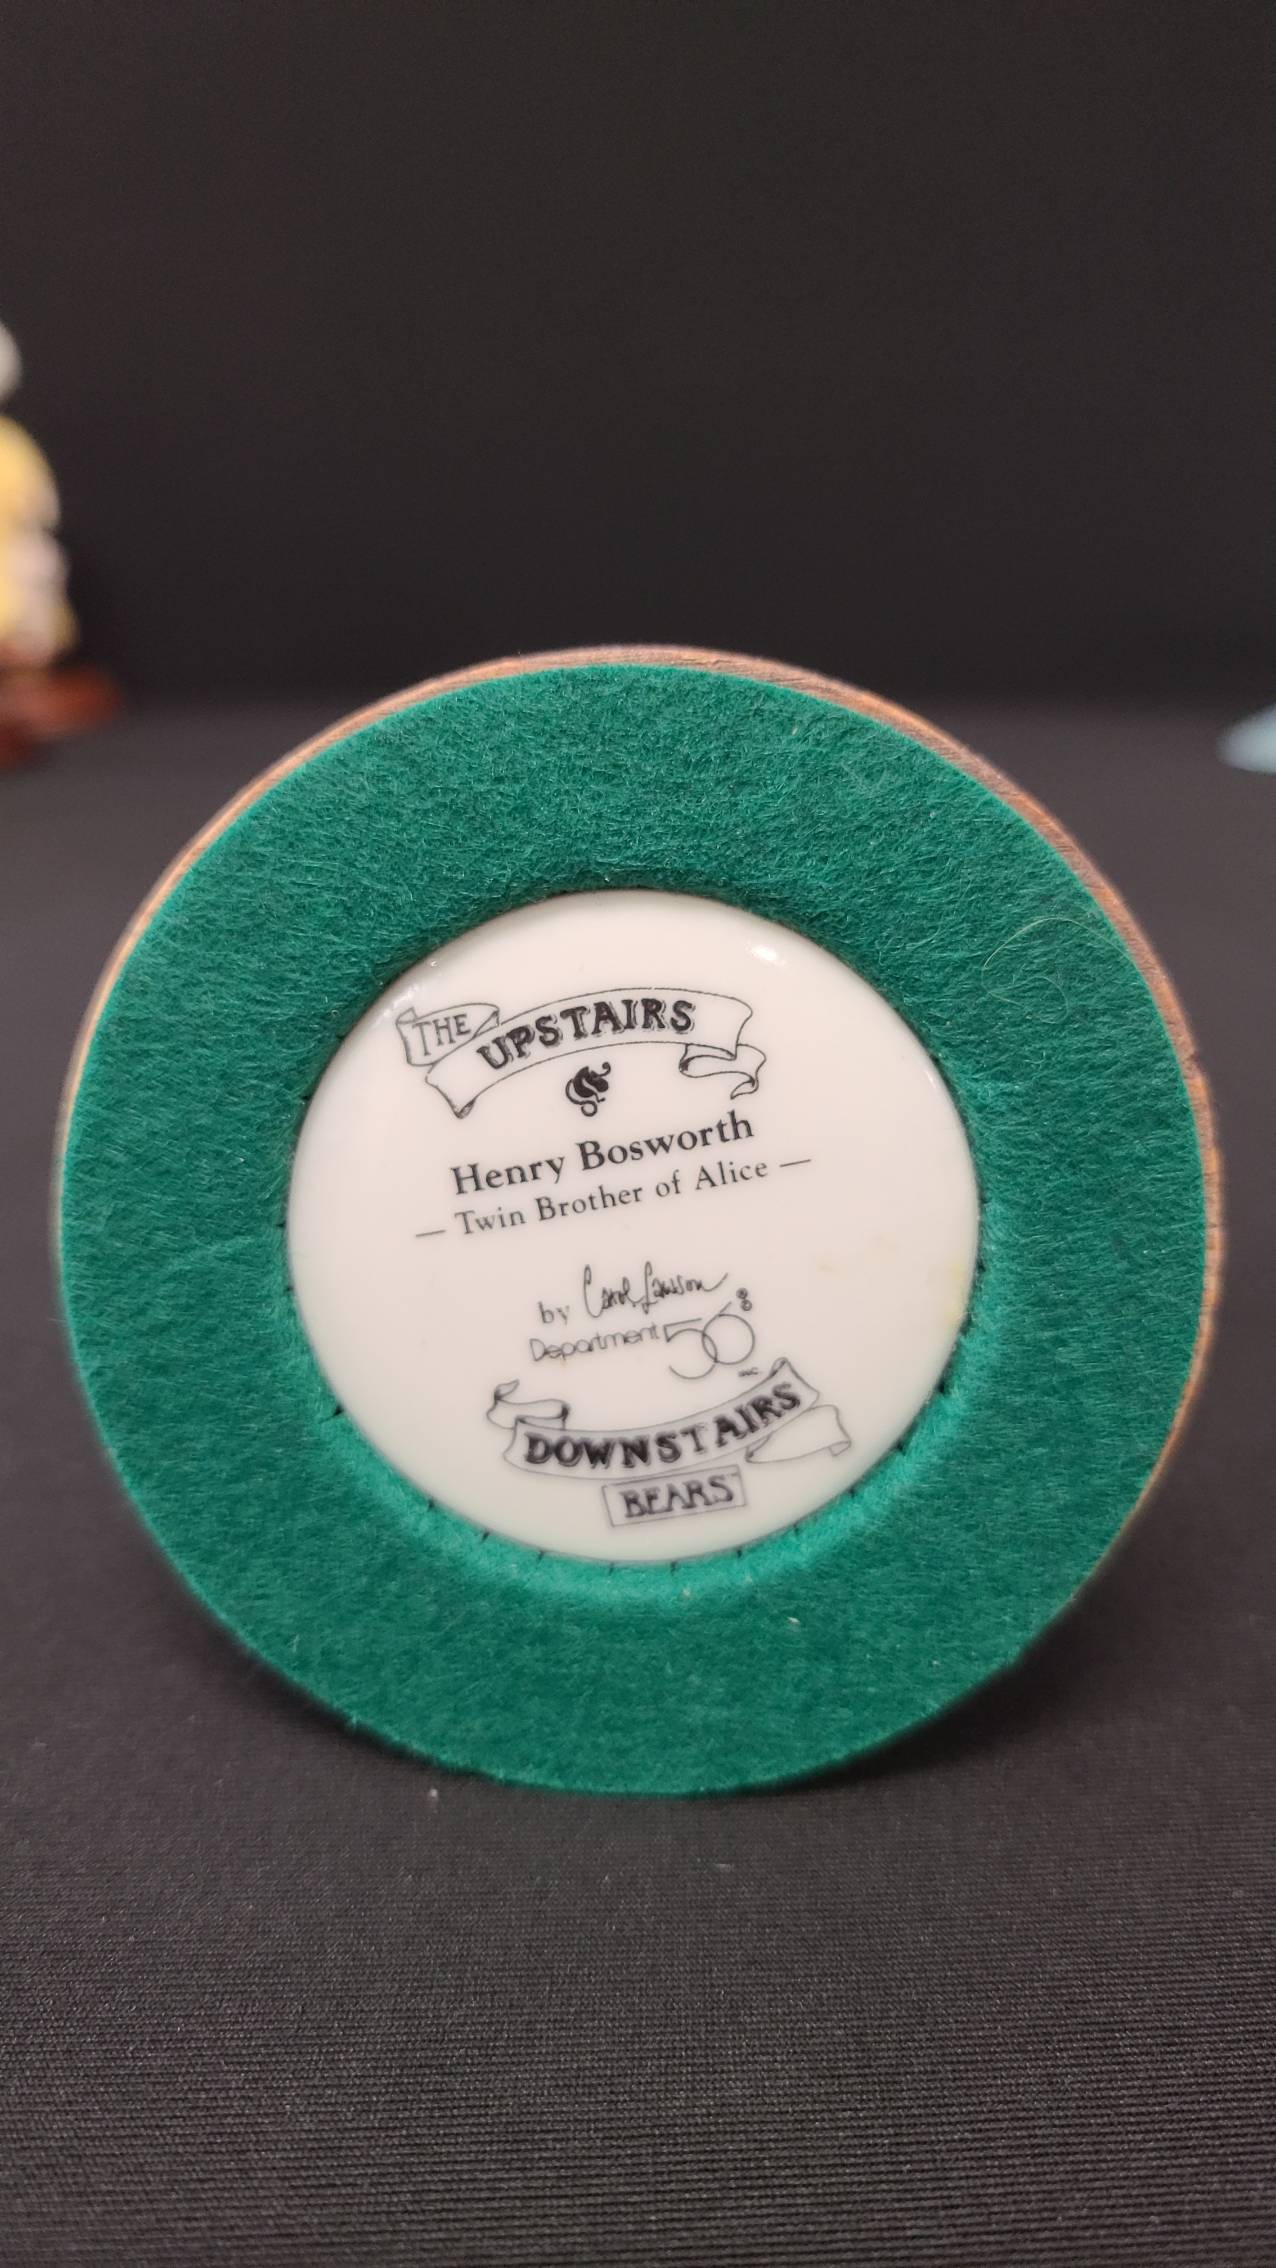 THE UPSTAIRS
Henry Bosworth
— Twin Brother of Alice —
by Carol Lawson
Department 56
DOWNSTAIRS
BEARS